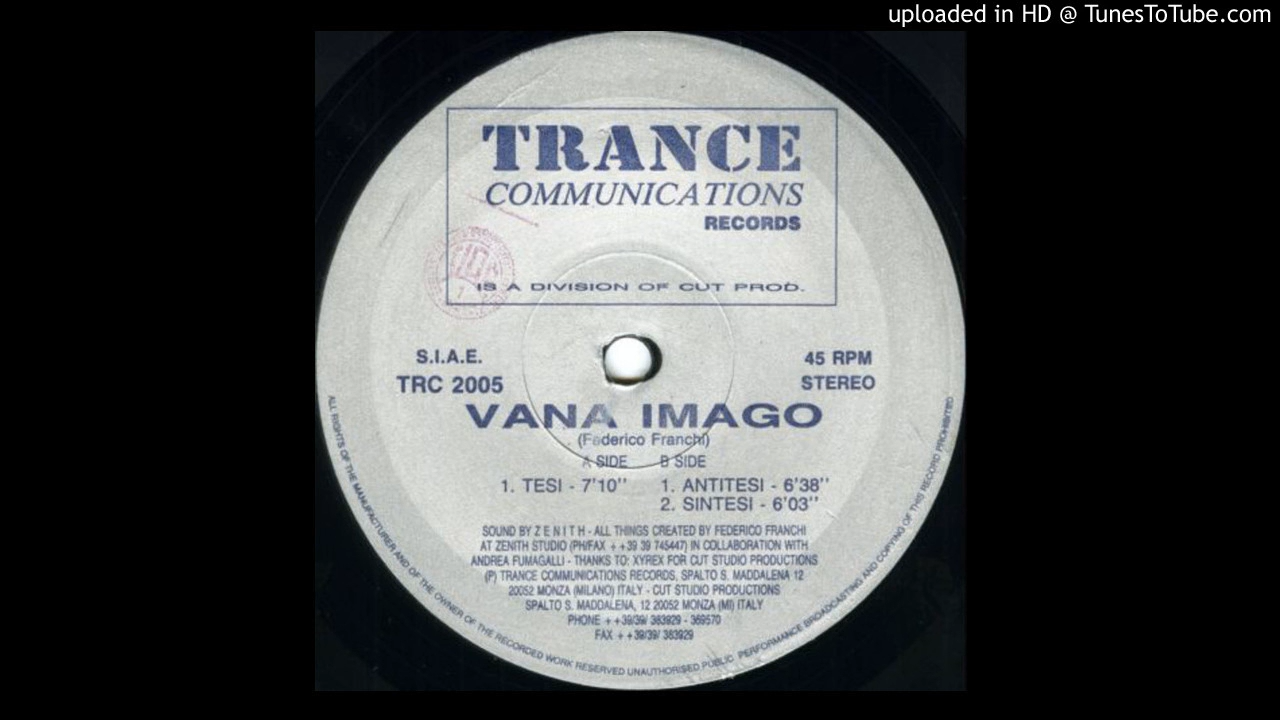 uploaded in HD @ TunesToTube.com
TRANCE
COMMUNICATIONS
RECORDS
IS A DIVISION OF CUT PROD.
S.I.A.E.
45 RPM
TRC 2005
STEREO
VANA IMAGO
(Federico Franchi)
A SIDE B SIDE
1. TESI - 7'10'' 1. ANTITESI - 6'38''
2. SINTESI - 6'03''
SOUND BY Z E N I T H - ALL THINGS CREATED BY FEDERICO FRANCHI
AT ZENITH STUDIO (PH/FAX ++39 39 745447) IN COLLABORATION WITH
ANDREA FUMAGALLI - THANKS TO: XYREX FOR CUT STUDIO PRODUCTIONS
(P) TRANCE COMMUNICATIONS RECORDS, SPALTO S. MADDALENA 12
20052 MONZA (MILANO) ITALY - CUT STUDIO PRODUCTIONS
SPALTO S. MADDALENA, 12 20052 MONZA (MI) ITALY
PHONE ++39/39/ 383929 - 369570
FAX ++39/39/ 383929
ALL RIGHTS OF THE MANUFACTURER AND OF THE OWNER OF THE RECORDED WORK RESERVED UNAUTHORISED PUBLIC PERFORMANCE BROADCASTING AND COPYING OF THIS RECORD PROHIBITED